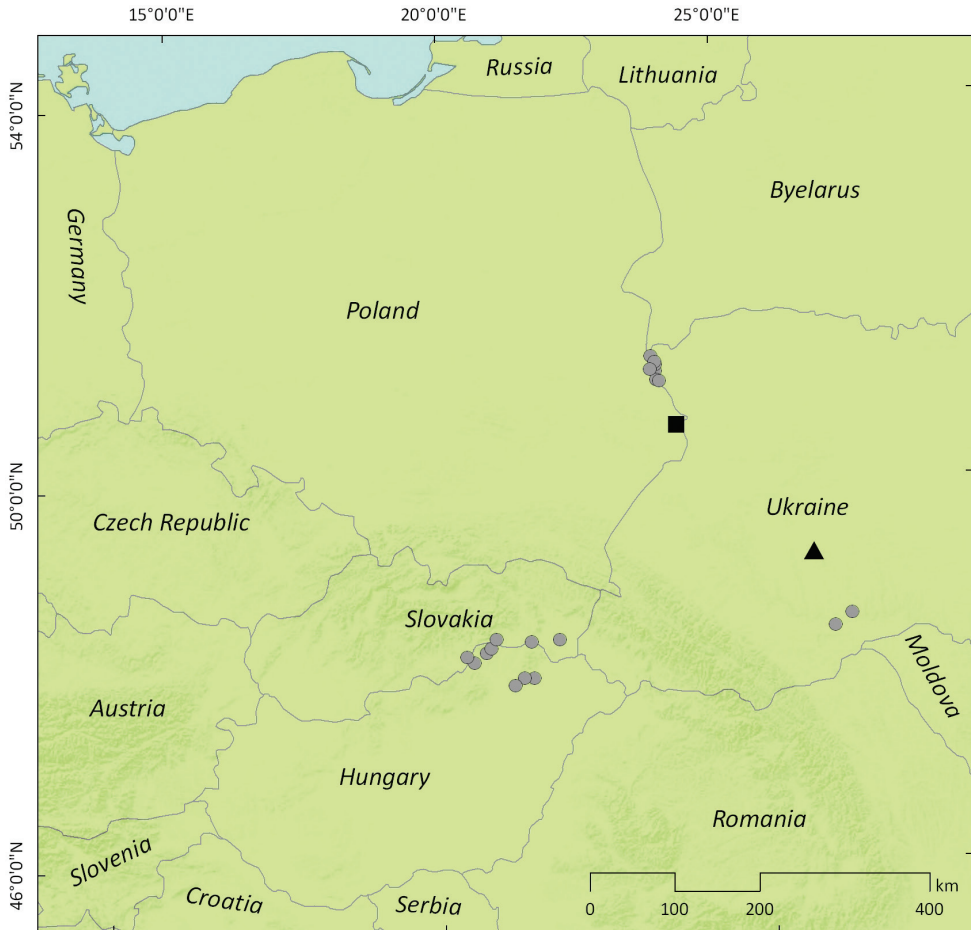 15°0'0"E 20°0'0"E 25°0'0"E
54°0'0"N
50°0'0"N
46°0'0"N
Russia
Lithuania
Byelarus
Germany
Poland
Ukraine
Czech Republic
Slovakia
Moldova
Austria
Hungary
Romania
Slovenia
Croatia
Serbia
km
0 100 200 400